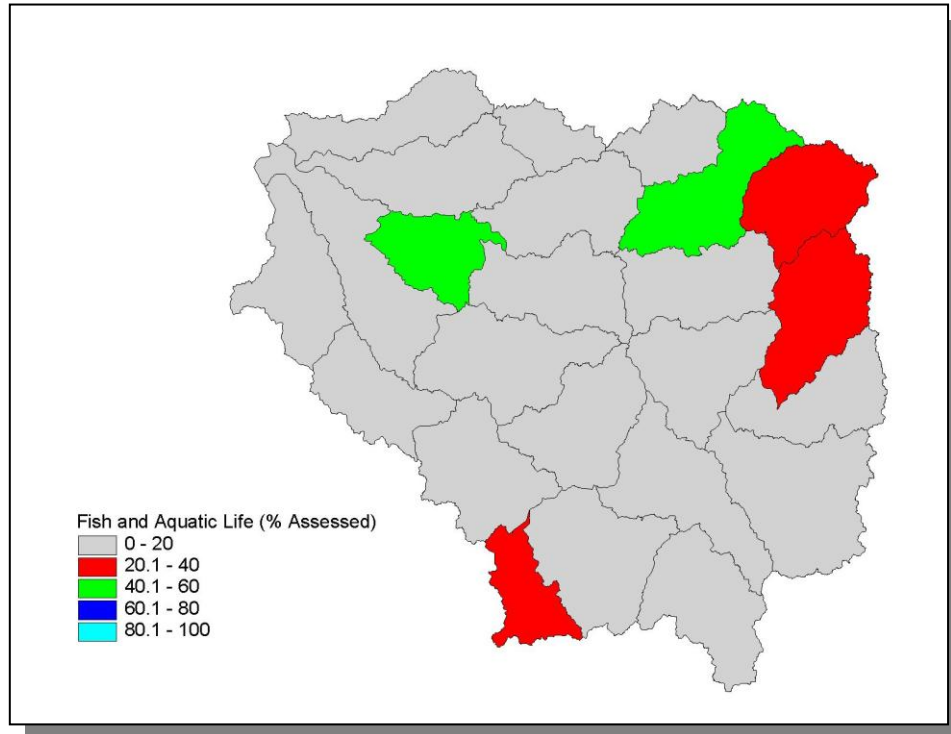 Fish and Aquatic Life (% Assessed)
0 - 20
20.1 - 40
40.1 - 60
60.1 - 80
80.1 - 100